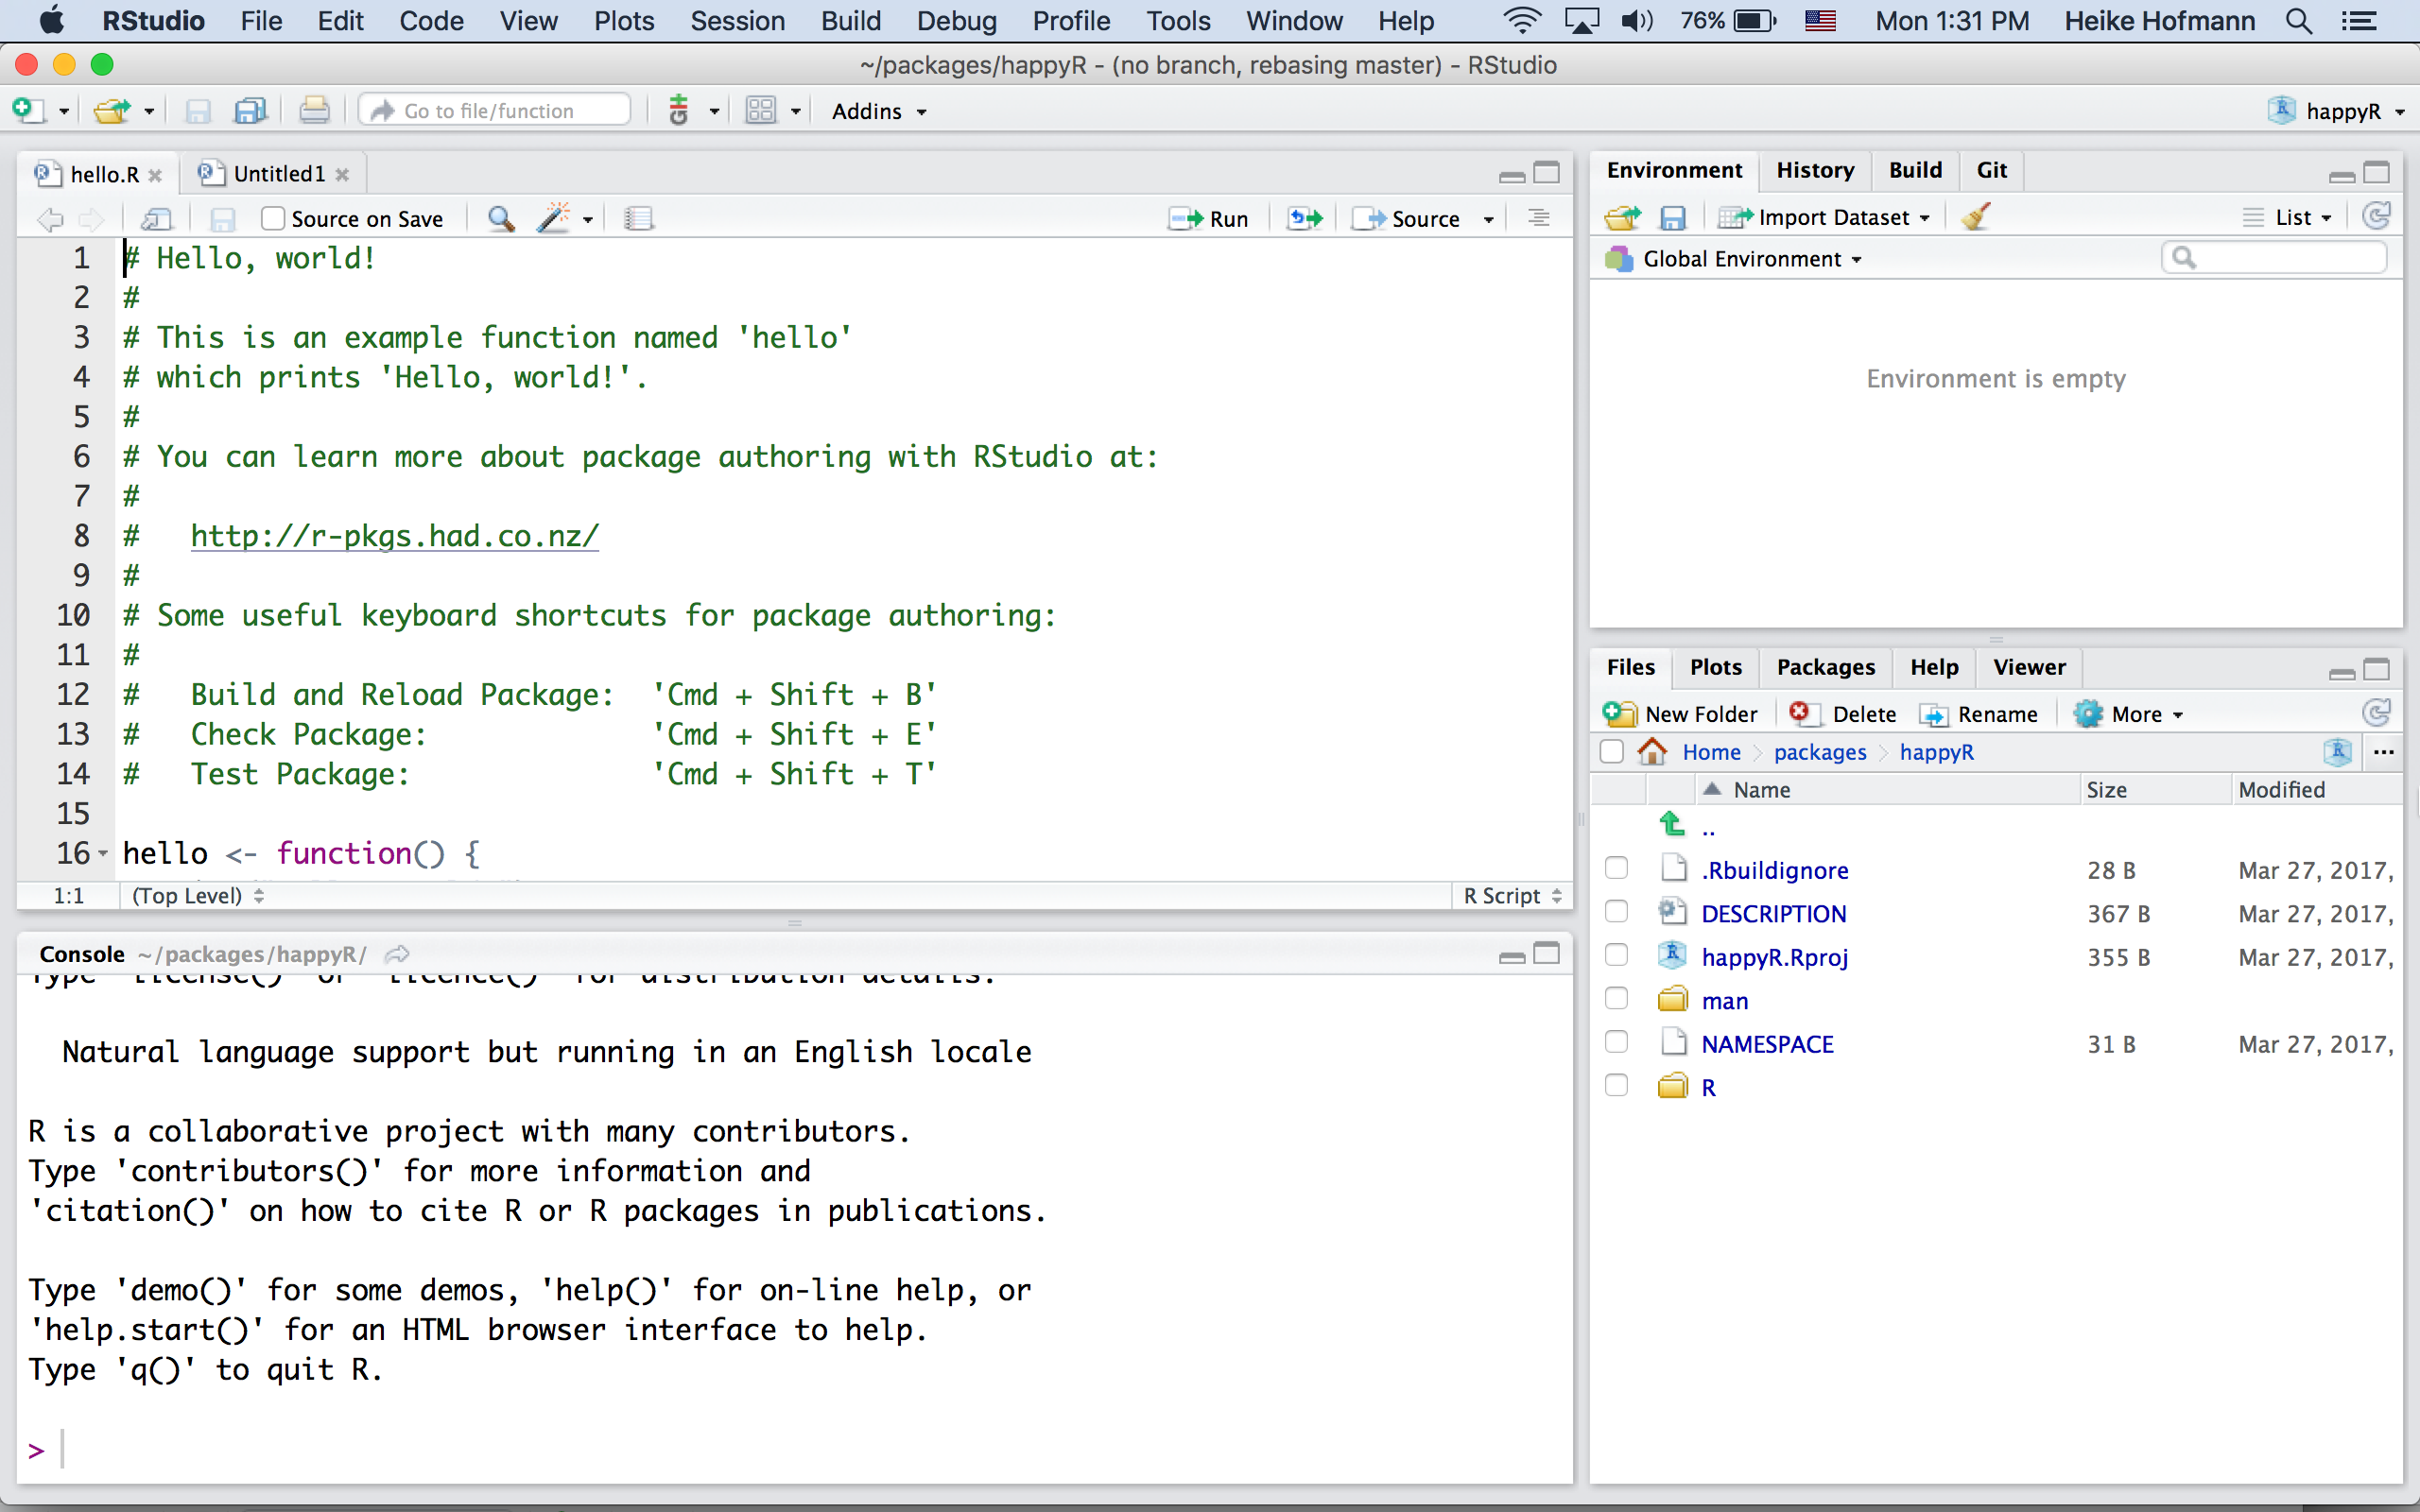 RStudio File Edit Code View Plots Session Build Debug Profile Tools Window Help 76% Mon 1:31 PM Heike Hofmann
~/packages/happyR - (no branch, rebasing master) - RStudio
Go to file/function Addins happyR
hello.R Untitled1
Source on Save Run Source
1 # Hello, world!
2 #
3 # This is an example function named 'hello'
4 # which prints 'Hello, world!'.
5 #
6 # You can learn more about package authoring with RStudio at:
7 #
8 # http://r-pkgs.had.co.nz/
9 #
10 # Some useful keyboard shortcuts for package authoring:
11 #
12 # Build and Reload Package: 'Cmd + Shift + B'
13 # Check Package: 'Cmd + Shift + E'
14 # Test Package: 'Cmd + Shift + T'
15
16 hello <- function() {
1:1 (Top Level) R Script
Console ~/packages/happyR/
Type 'license()' or 'licence()' for distribution details.
Natural language support but running in an English locale
R is a collaborative project with many contributors.
Type 'contributors()' for more information and
'citation()' on how to cite R or R packages in publications.
Type 'demo()' for some demos, 'help()' for on-line help, or
'help.start()' for an HTML browser interface to help.
Type 'q()' to quit R.
>
Environment History Build Git
Import Dataset List
Global Environment
Environment is empty
Files Plots Packages Help Viewer
New Folder Delete Rename More
Home packages happyR ...
Name Size Modified
..
.Rbuildignore 28 B Mar 27, 2017,
DESCRIPTION 367 B Mar 27, 2017,
happyR.Rproj 355 B Mar 27, 2017,
man
NAMESPACE 31 B Mar 27, 2017,
R